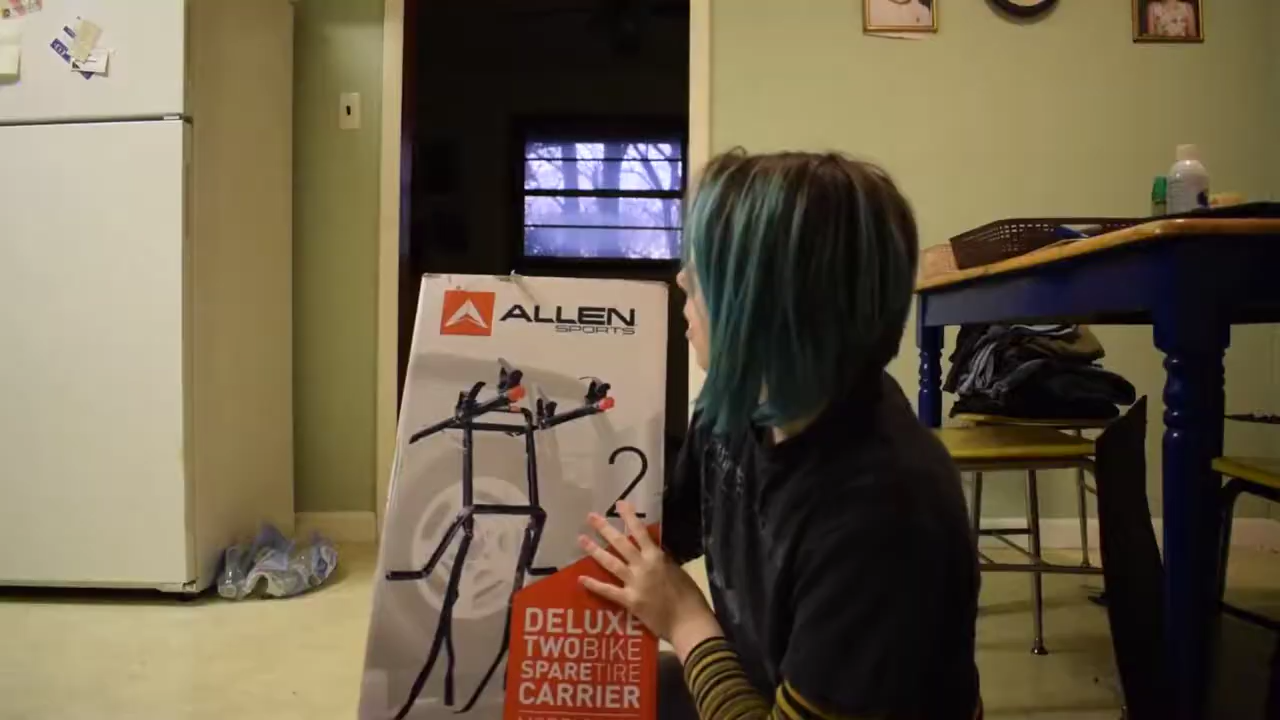 ALLEN
SPORTS
2
DELUXE
TWOBIKE
SPARETIRE
CARRIER